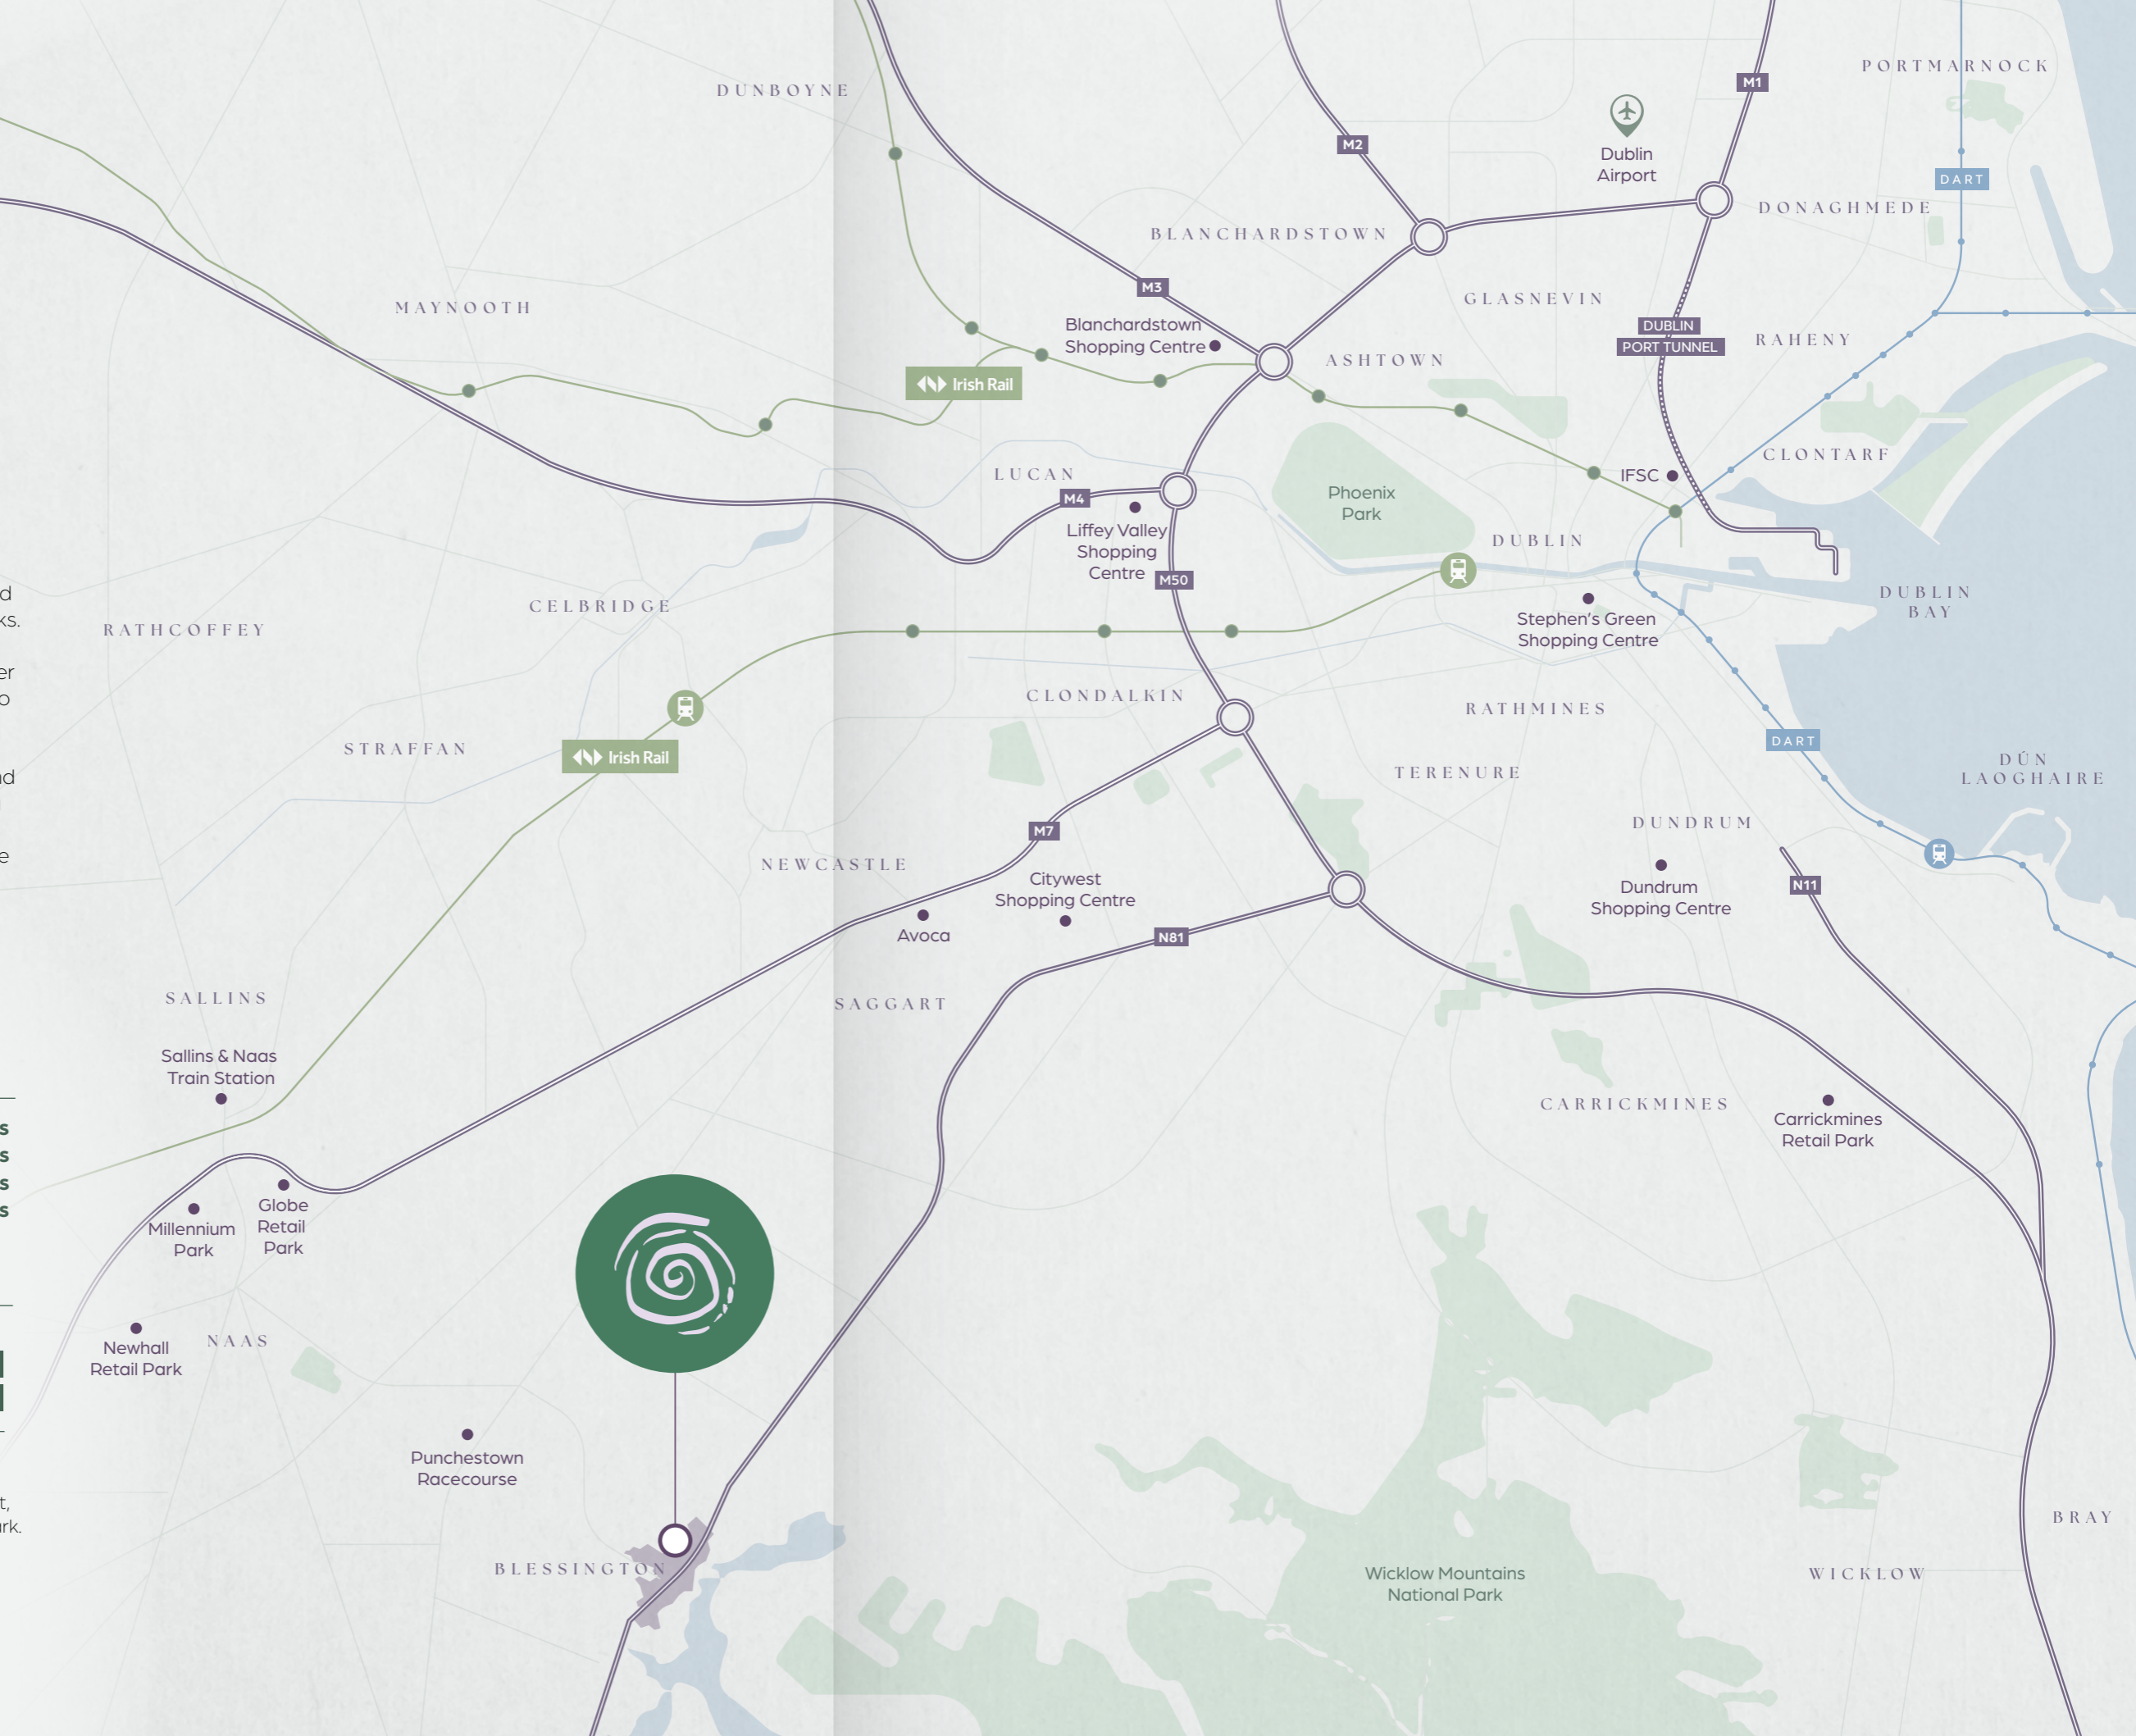 PORTMARNOCK
DUNBOYNE
M1
M2
Dublin
Airport
DART
DONAGHMEDE
BLANCHARDSTOWN
M3
GLASNEVIN
MAYNOOTH
Blanchardstown
Shopping Centre
DUBLIN
PORT TUNNEL
RAHENY
ASHTOWN
Irish Rail
CLONTARF
LUCAN
IFSC
M4
Phoenix
Park
Liffey Valley
Shopping
Centre
DUBLIN
M50
DUBLIN
BAY
CELBRIDGE
RATHCOFFEY
Stephen's Green
Shopping Centre
CLONDALKIN
RATHMINES
STRAFFAN
Irish Rail
DART
TERENURE
DÚN
LAOGHAIRE
DUNDRUM
M7
NEWCASTLE
Citywest
Shopping Centre
Dundrum
Shopping Centre
N11
Avoca
N81
SALLINS
SAGGART
Sallins & Naas
Train Station
CARRICKMINES
Carrickmines
Retail Park
Globe
Retail
Park
Millennium
Park
NAAS
Newhall
Retail Park
Punchestown
Racecourse
BLESSINGTON
Wicklow Mountains
National Park
WICKLOW
BRAY